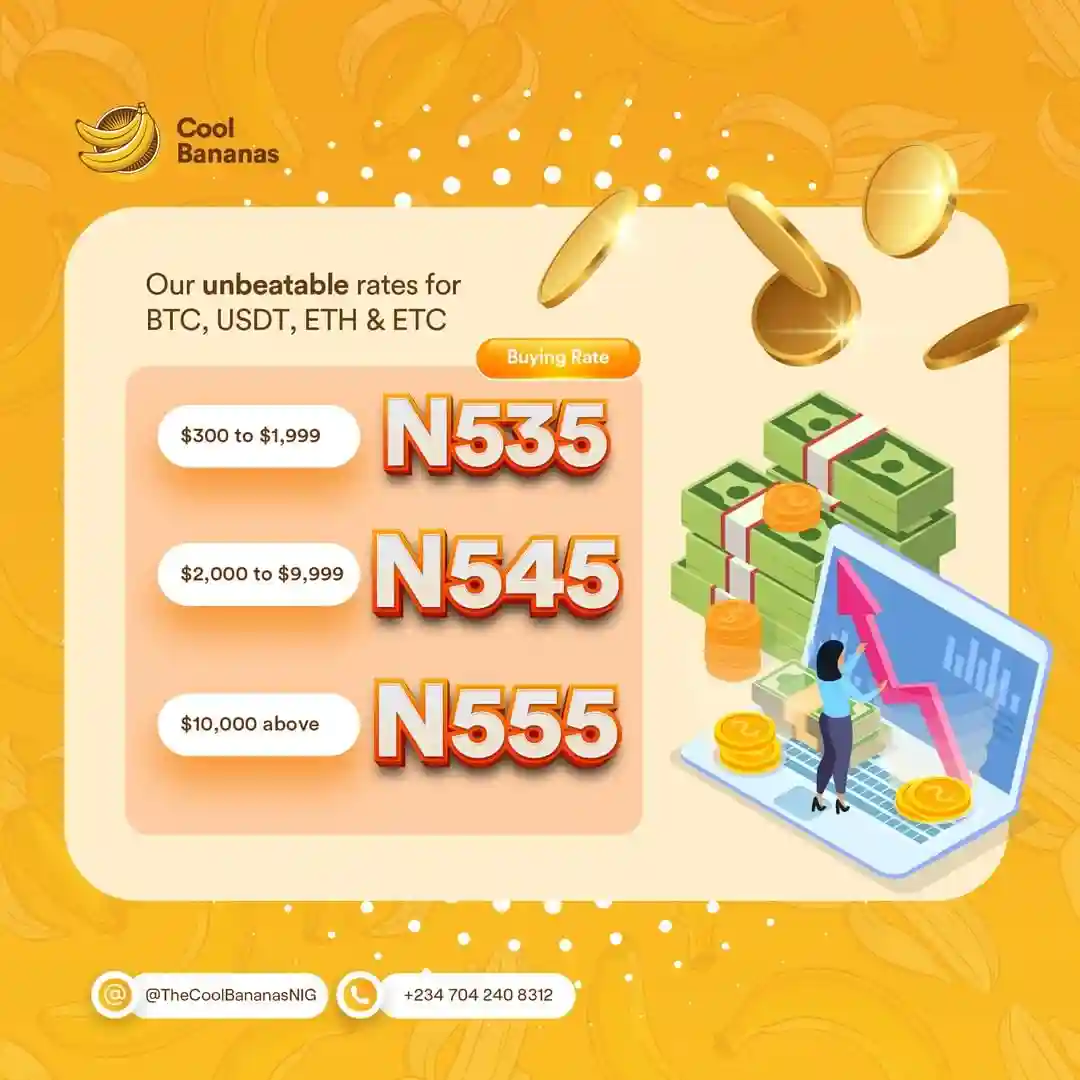 Cool
Bananas
Our unbeatable rates for
BTC, USDT, ETH & ETC
Buying Rate
$300 to $1,999 N535
$2,000 to $9,999 N545
$10,000 above N555
@TheCoolBananasNIG +234 704 240 8312